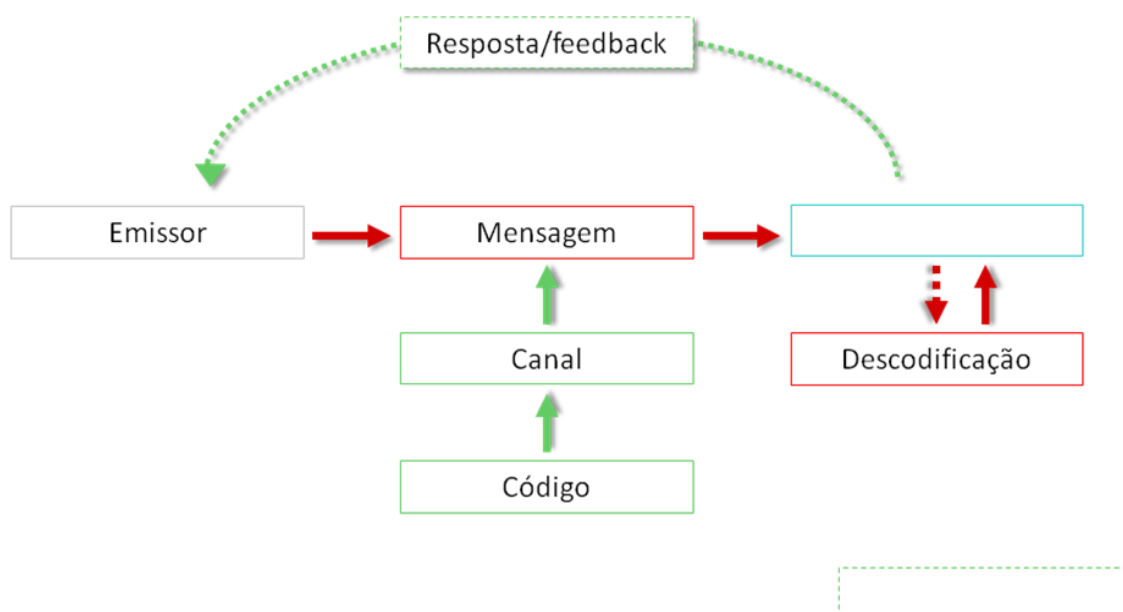 Resposta/feedback
Emissor
Mensagem
Canal
Descodificação
Código